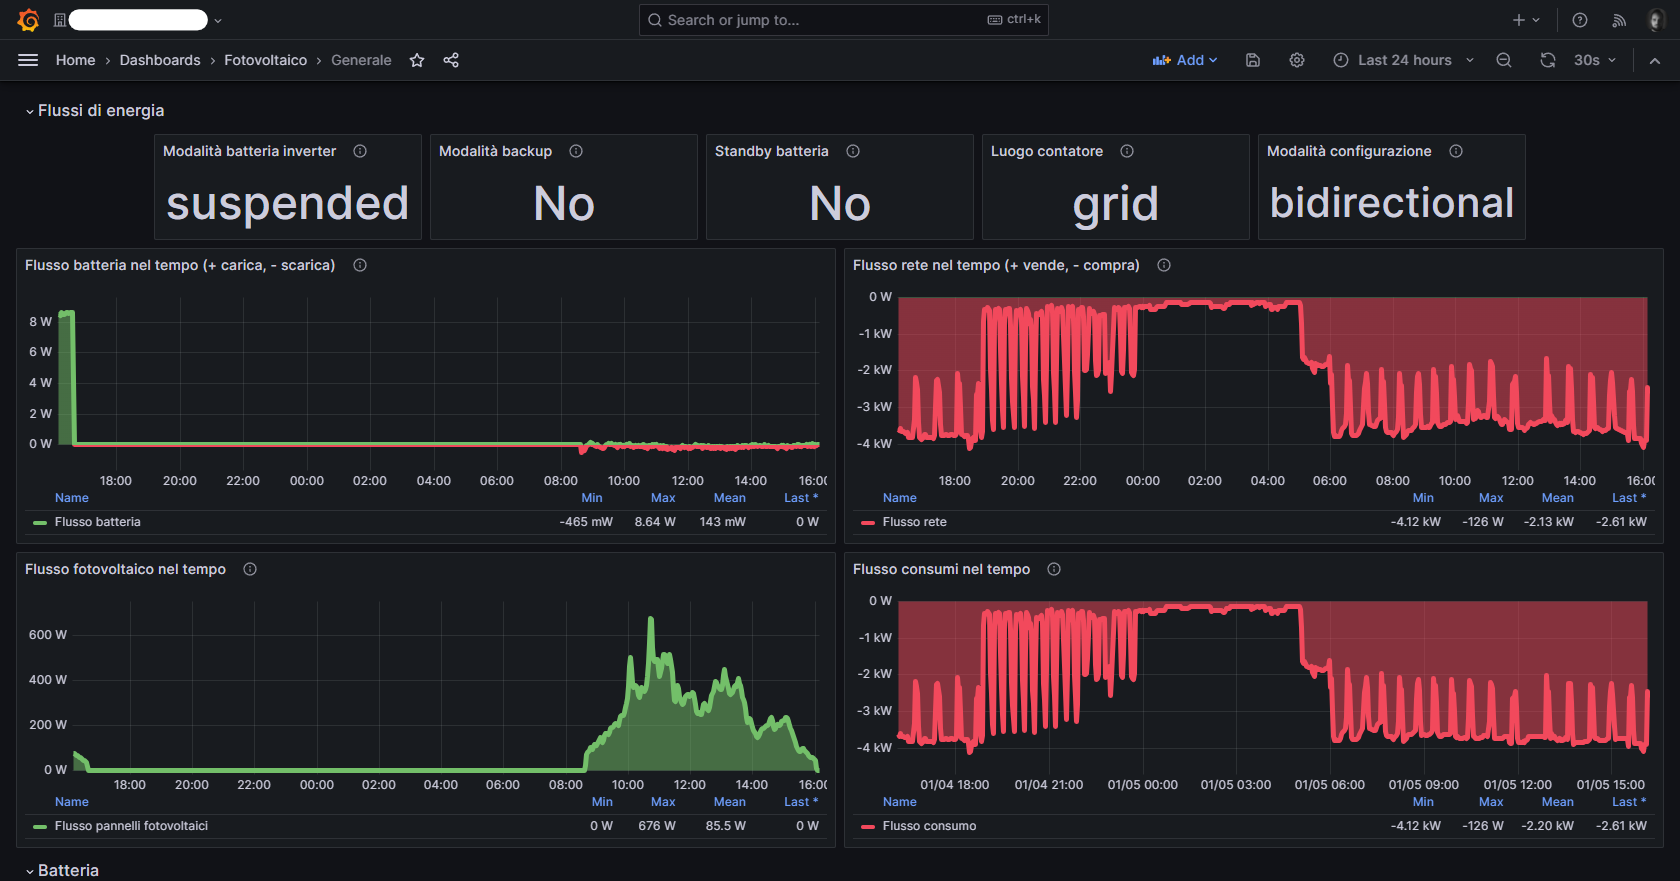 Search or jump to...
ctrl+k
Home
Dashboards
Fotovoltaico
Generale
Add
Last 24 hours
30s
Flussi di energia
Modalità batteria inverter
suspended
Modalità backup
No
Standby batteria
No
Luogo contatore
grid
Modalità configurazione
bidirectional
Flusso batteria nel tempo (+ carica, - scarica)
8 W
6 W
4 W
2 W
0 W
18:00 20:00 22:00 00:00 02:00 04:00 06:00 08:00 10:00 12:00 14:00 16:00
Name Min Max Mean Last *
Flusso batteria -465 mW 8.64 W 143 mW 0 W
Flusso rete nel tempo (+ vende, - compra)
0 W
-1 kW
-2 kW
-3 kW
-4 kW
18:00 20:00 22:00 00:00 02:00 04:00 06:00 08:00 10:00 12:00 14:00 16:00
Name Min Max Mean Last *
Flusso rete -4.12 kW -126 W -2.13 kW -2.61 kW
Flusso fotovoltaico nel tempo
600 W
400 W
200 W
0 W
18:00 20:00 22:00 00:00 02:00 04:00 06:00 08:00 10:00 12:00 14:00 16:00
Name Min Max Mean Last *
Flusso pannelli fotovoltaici 0 W 676 W 85.5 W 0 W
Flusso consumi nel tempo
0 W
-1 kW
-2 kW
-3 kW
-4 kW
01/04 18:00 01/04 21:00 01/05 00:00 01/05 03:00 01/05 06:00 01/05 09:00 01/05 12:00 01/05 15:00
Name Min Max Mean Last *
Flusso consumo -4.12 kW -126 W -2.20 kW -2.61 kW
Batteria